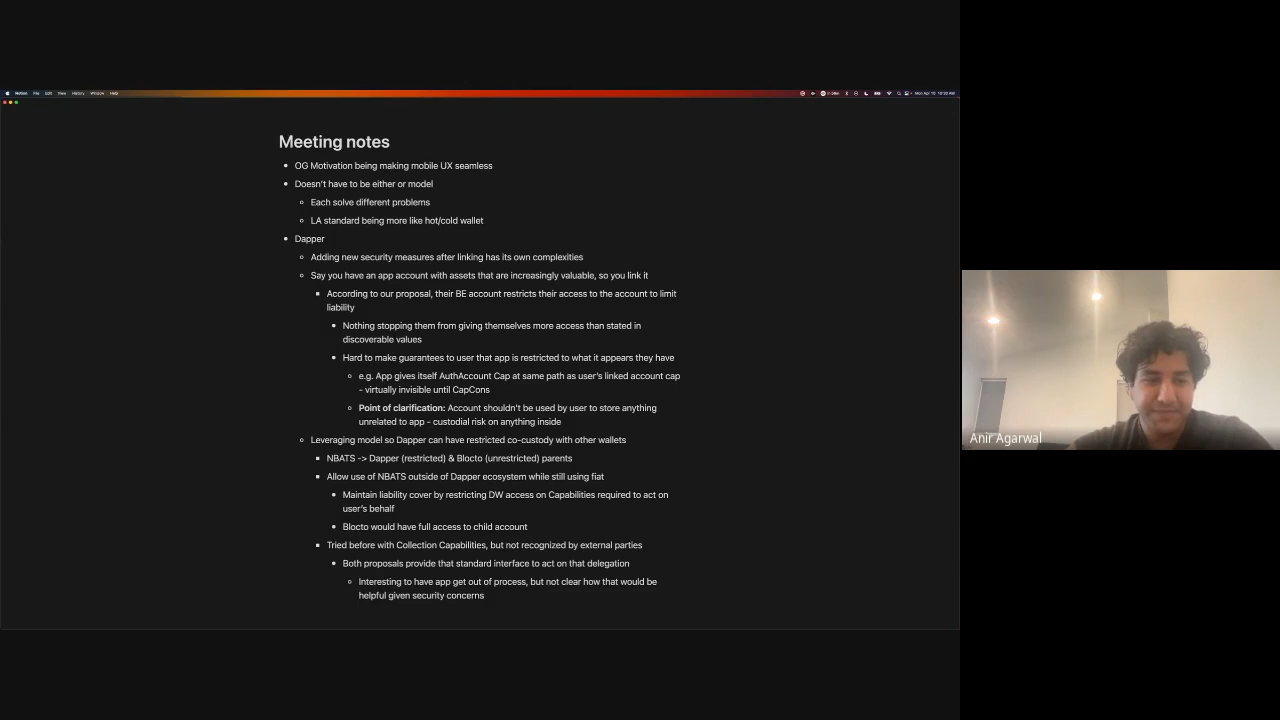 Notion File Edit View History Window Help
Mon Apr 10
Meeting notes
OG Motivation being making mobile UX seamless
Doesn't have to be either or model
Each solve different problems
LA standard being more like hot/cold wallet
Dapper
Adding new security measures after linking has its own complexities
Say you have an app account with assets that are increasingly valuable, so you link it
According to our proposal, their BE account restricts their access to the account to limit
liability
Nothing stopping them from giving themselves more access than stated in
discoverable values
Hard to make guarantees to user that app is restricted to what it appears they have
e.g. App gives itself AuthAccount Cap at same path as user's linked account cap
- virtually invisible until CapCons
Point of clarification: Account shouldn't be used by user to store anything
unrelated to app - custodial risk on anything inside
Leveraging model so Dapper can have restricted co-custody with other wallets
NBATS -> Dapper (restricted) & Blocto (unrestricted) parents
Allow use of NBATS outside of Dapper ecosystem while still using fiat
Maintain liability cover by restricting DW access on Capabilities required to act on
user's behalf
Blocto would have full access to child account
Tried before with Collection Capabilities, but not recognized by external parties
Both proposals provide that standard interface to act on that delegation
Interesting to have app get out of process, but not clear how that would be
helpful given security concerns
Anir Agarwal